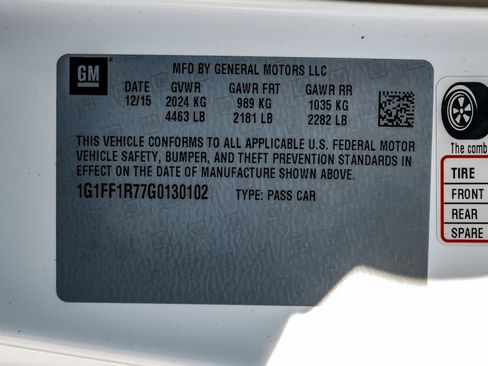 GM
MFD BY GENERAL MOTORS LLC
DATE GVWR GAWR FRT GAWR RR
12/15 2024 KG 989 KG 1035 KG
4463 LB 2181 LB 2282 LB
THIS VEHICLE CONFORMS TO ALL APPLICABLE U.S. FEDERAL MOTOR
VEHICLE SAFETY, BUMPER, AND THEFT PREVENTION STANDARDS IN
EFFECT ON THE DATE OF MANUFACTURE SHOWN ABOVE.
1G1FF1R77G0130102 TYPE: PASS CAR
The comb
TIRE
FRONT
REAR
SPARE